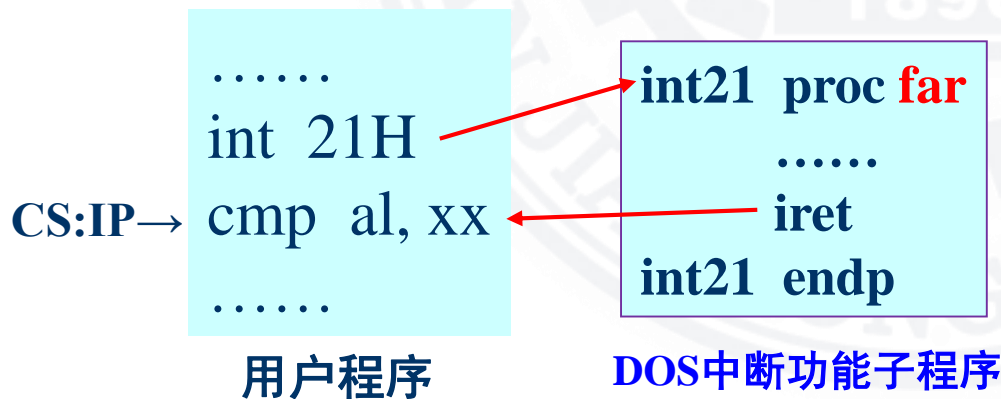 ……
int 21H
CS:IP→ cmp al, xx
……
用户程序
int21 proc far
……
iret
int21 endp
DOS中断功能子程序